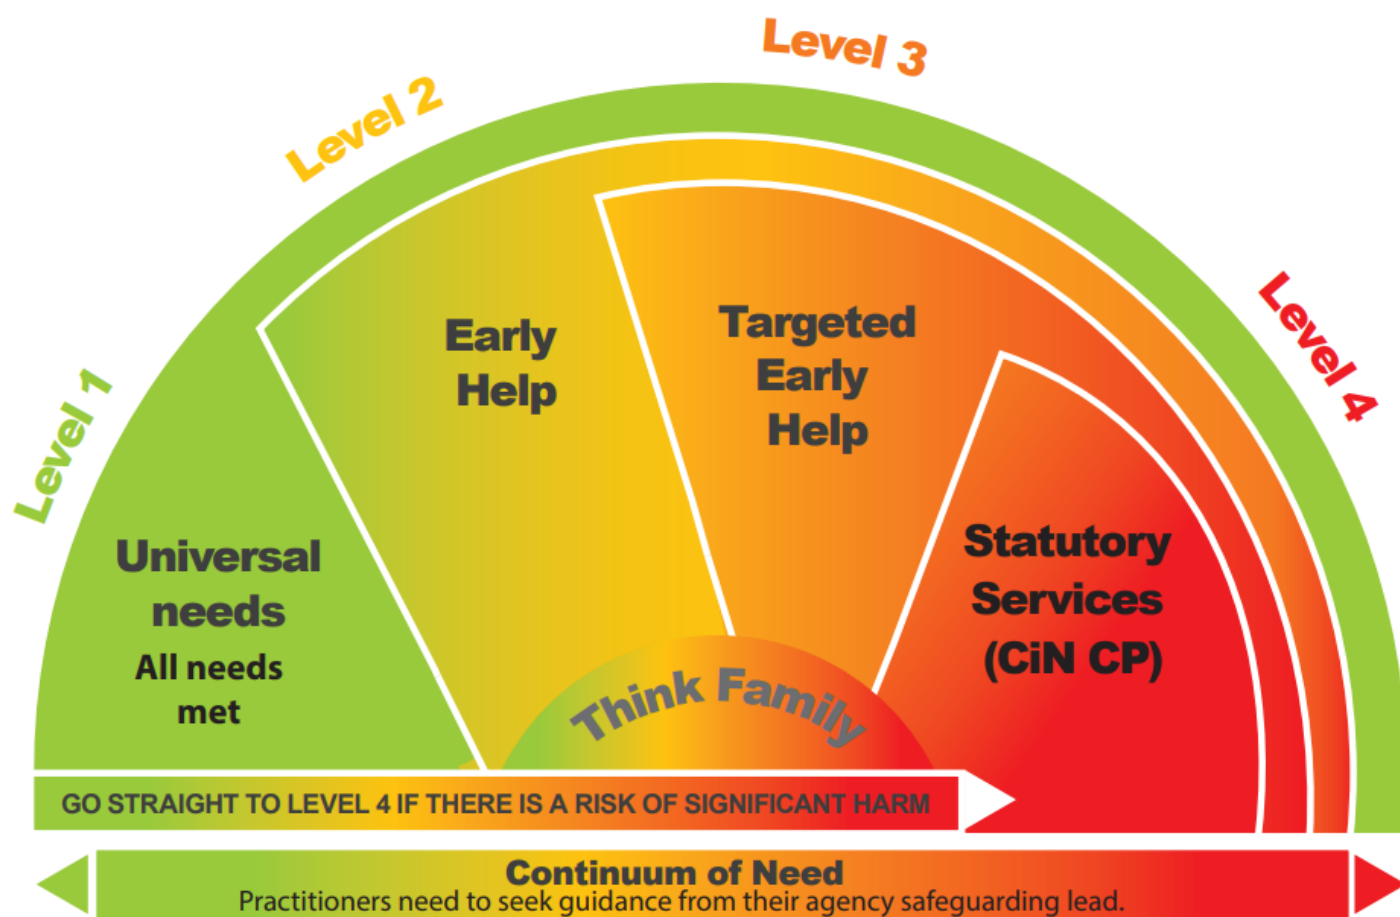 Level 1
Level 2
Level 3
Level 4
Universal
needs
All needs
met
Early
Help
Targeted
Early
Help
Statutory
Services
(CiN CP)
Think Family
GO STRAIGHT TO LEVEL 4 IF THERE IS A RISK OF SIGNIFICANT HARM
Continuum of Need
Practitioners need to seek guidance from their agency safeguarding lead.